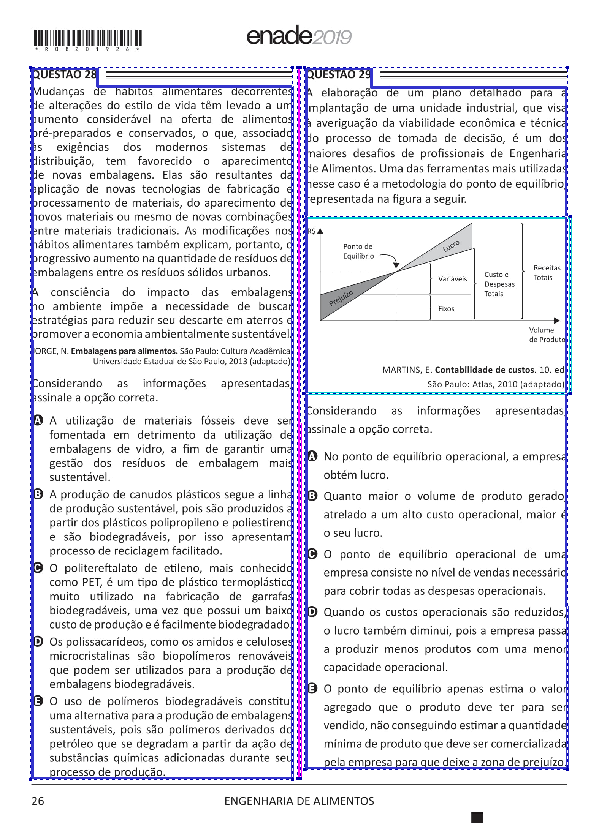 *R0820192A*
enade2019
QUESTÃO 28
Mudanças de hábitos alimentares decorrentes
de alterações do estilo de vida têm levado a um
aumento considerável na oferta de alimentos
pré-preparados e conservados, o que, associado
às exigências dos modernos sistemas de
distribuição, tem favorecido o aparecimento
de novas embalagens. Elas são resultantes da
aplicação de novas tecnologias de fabricação e
processamento de materiais, do aparecimento de
novos materiais ou mesmo de novas combinações
entre materiais tradicionais. As modificações nos
hábitos alimentares também explicam, portanto, o
progressivo aumento na quantidade de resíduos de
embalagens entre os resíduos sólidos urbanos.
A consciência do impacto das embalagens
no ambiente impõe a necessidade de buscar
estratégias para reduzir seu descarte em aterros e
promover a economia ambientalmente sustentável.
JORGE, N. Embalagens para alimentos. São Paulo: Cultura Acadêmica
Universidade Estadual de São Paulo, 2013 (adaptado).
Considerando as informações apresentadas,
assinale a opção correta.
A A utilização de materiais fósseis deve ser
fomentada em detrimento da utilização de
embalagens de vidro, a fim de garantir uma
gestão dos resíduos de embalagem mais
sustentável.
B A produção de canudos plásticos segue a linha
de produção sustentável, pois são produzidos a
partir dos plásticos polipropileno e poliestireno
e são biodegradáveis, por isso apresentam
processo de reciclagem facilitado.
C O politereftalato de etileno, mais conhecido
como PET, é um tipo de plástico termoplástico
muito utilizado na fabricação de garrafas
biodegradáveis, uma vez que possui um baixo
custo de produção e é facilmente biodegradado.
D Os polissacarídeos, como os amidos e celuloses
microcristalinas são biopolímeros renováveis
que podem ser utilizados para a produção de
embalagens biodegradáveis.
E O uso de polímeros biodegradáveis constitui
uma alternativa para a produção de embalagens
sustentáveis, pois são polímeros derivados do
petróleo que se degradam a partir da ação de
substâncias químicas adicionadas durante seu
processo de produção.
QUESTÃO 29
A elaboração de um plano detalhado para a
implantação de uma unidade industrial, que visa
à averiguação da viabilidade econômica e técnica
do processo de tomada de decisão, é um dos
maiores desafios de profissionais de Engenharia
de Alimentos. Uma das ferramentas mais utilizadas
nesse caso é a metodologia do ponto de equilíbrio,
representada na figura a seguir.
R$
Ponto de
Equilíbrio
Lucro
Prejuízo
Variáveis
Fixos
Custo e
Despesas
Totais
Receitas
Totais
Volume
de Produto
MARTINS, E. Contabilidade de custos. 10. ed.
São Paulo: Atlas, 2010 (adaptado).
Considerando as informações apresentadas,
assinale a opção correta.
A No ponto de equilíbrio operacional, a empresa
obtém lucro.
B Quanto maior o volume de produto gerado,
atrelado a um alto custo operacional, maior é
o seu lucro.
C O ponto de equilíbrio operacional de uma
empresa consiste no nível de vendas necessário
para cobrir todas as despesas operacionais.
D Quando os custos operacionais são reduzidos,
o lucro também diminui, pois a empresa passa
a produzir menos produtos com uma menor
capacidade operacional.
E O ponto de equilíbrio apenas estima o valor
agregado que o produto deve ter para ser
vendido, não conseguindo estimar a quantidade
mínima de produto que deve ser comercializada
pela empresa para que deixe a zona de prejuízo.
26
ENGENHARIA DE ALIMENTOS